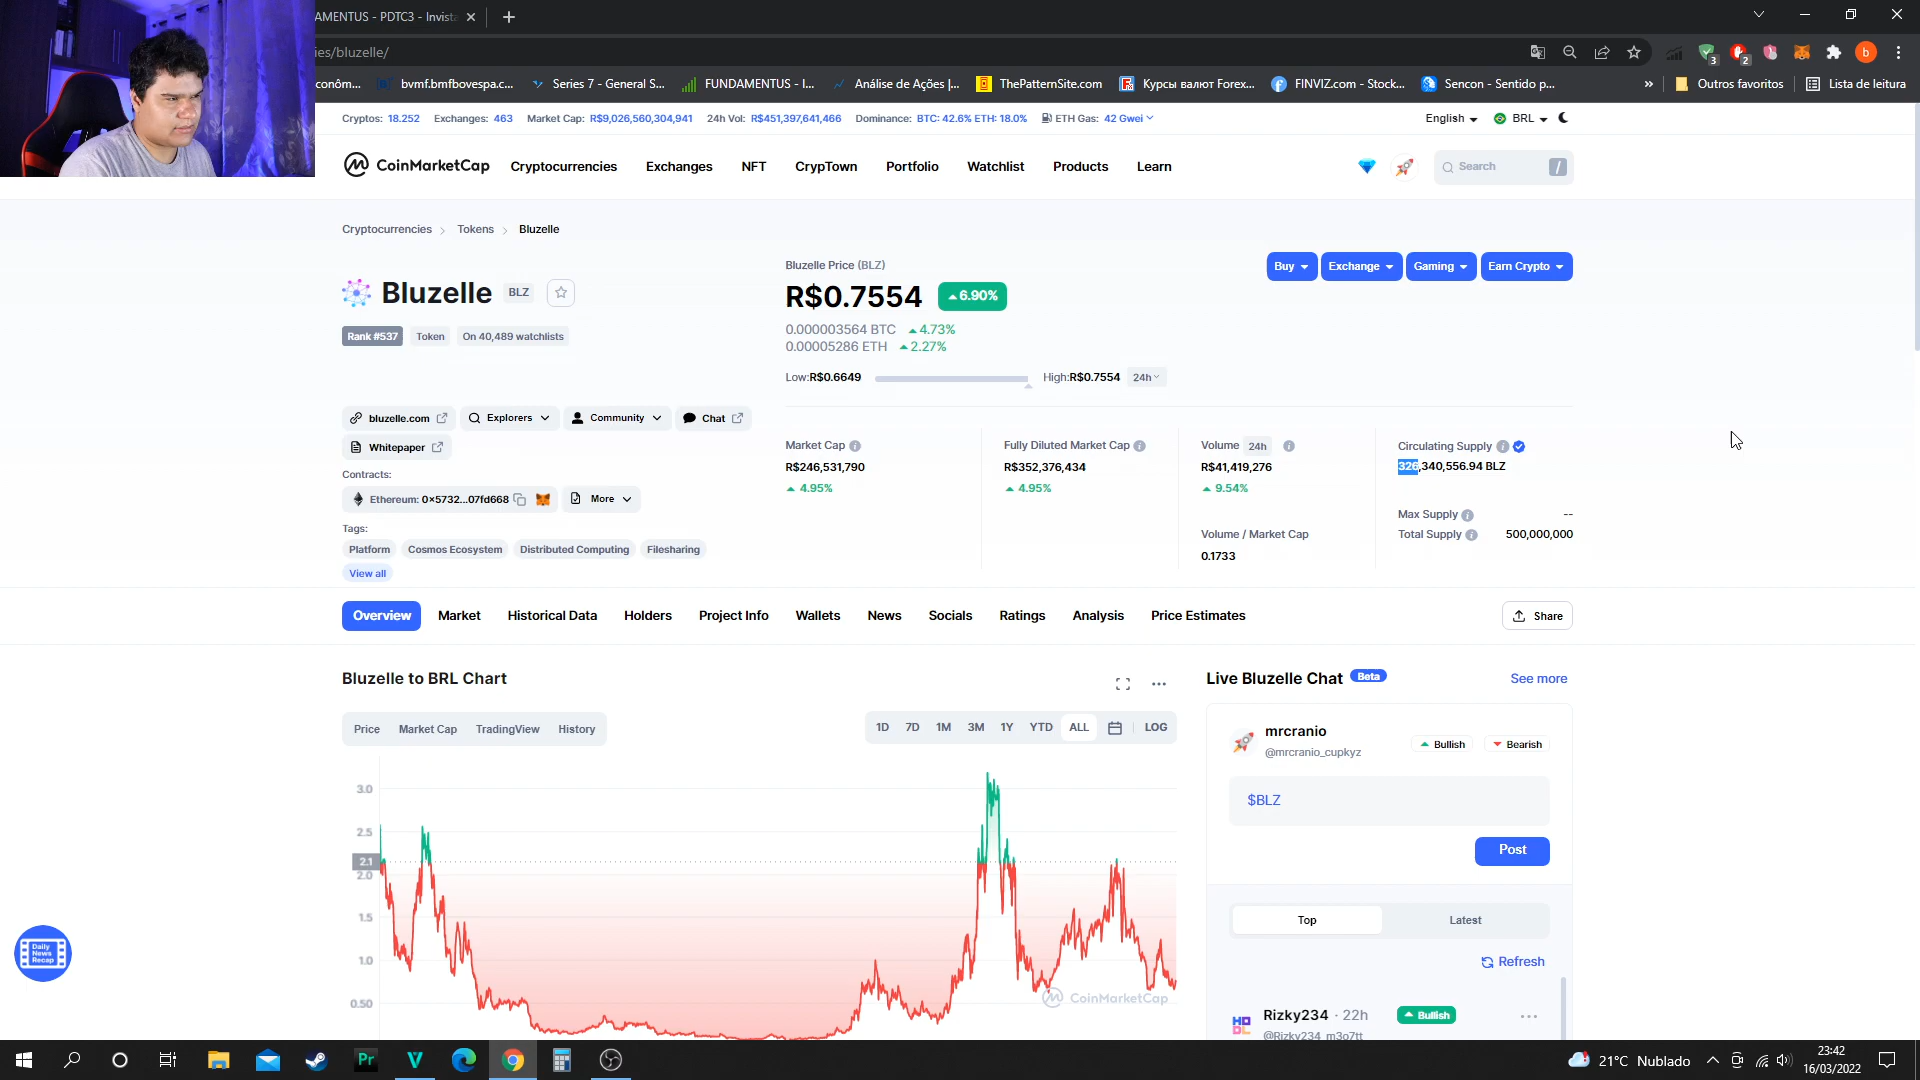 AMENTUS - PDTC3 - Invista
ies/bluzelle/
3
2
b
conôm...
bvmf.bmfbovespa.c...
Series 7 - General S...
FUNDAMENTUS - I...
Análise de Ações |...
ThePatternSite.com
Курсы валют Forex...
FINVIZ.com - Stock...
Sencon - Sentido p...
»
Outros favoritos
Lista de leitura
Cryptos: 18.252 Exchanges: 463 Market Cap: R$9,026,560,304,941 24h Vol: R$451,397,641,466 Dominance: BTC: 42.6% ETH: 18.0% ETH Gas: 42 Gwei
English
BRL
CoinMarketCap
Cryptocurrencies Exchanges NFT CrypTown Portfolio Watchlist Products Learn
Search /
Cryptocurrencies > Tokens > Bluzelle
Bluzelle BLZ
Rank #537 Token On 40,489 watchlists
Bluzelle Price (BLZ)
R$0.7554 6.90%
0.000003564 BTC 4.73%
0.00005286 ETH 2.27%
Low:R$0.6649 High:R$0.7554 24h
Buy Exchange Gaming Earn Crypto
bluzelle.com Explorers Community Chat
Whitepaper
Contracts:
Ethereum: 0x5732...07fd668 More
Tags:
Platform Cosmos Ecosystem Distributed Computing Filesharing
View all
Market Cap
R$246,531,790
4.95%
Fully Diluted Market Cap
R$352,376,434
4.95%
Volume 24h
R$41,419,276
9.54%
Volume / Market Cap
0.1733
Circulating Supply
326,340,556.94 BLZ
Max Supply --
Total Supply 500,000,000
Overview Market Historical Data Holders Project Info Wallets News Socials Ratings Analysis Price Estimates
Share
Bluzelle to BRL Chart
Price Market Cap TradingView History
1D 7D 1M 3M 1Y YTD ALL LOG
3.0
2.5
2.1
2.0
1.5
1.0
0.50
CoinMarketCap
Live Bluzelle Chat Beta
See more
mrcranio
@mrcranio_cupkyz
Bullish Bearish
$BLZ
Post
Top Latest
Refresh
HODL
Rizky234 · 22h
Bullish
@Rizky234_m3o7tt
Daily
News
Recap
Pr
21°C Nublado
23:42
16/03/2022